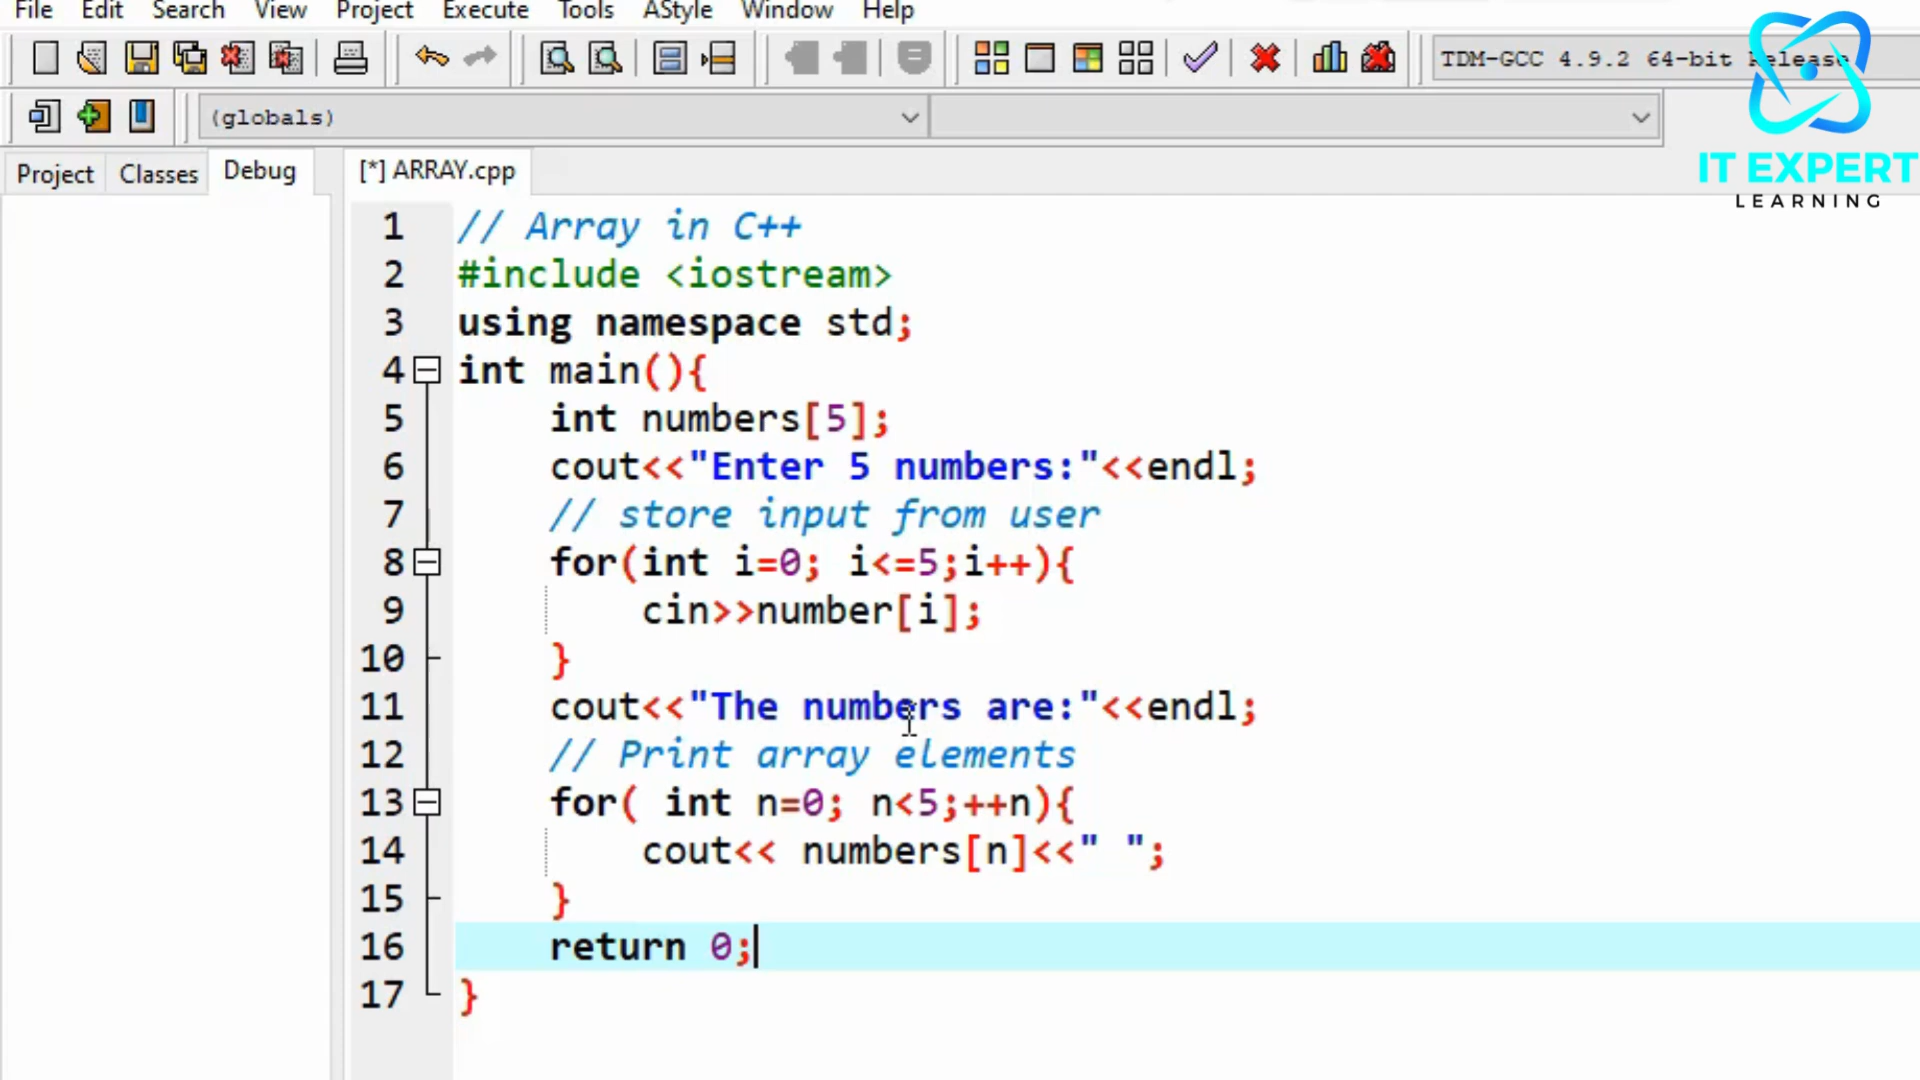 File Edit Search View Project Execute Tools AStyle Window Help
TDM-GCC 4.9.2 64-bit Release
(globals)
IT EXPERT
LEARNING
Project Classes Debug [*] ARRAY.cpp
1 // Array in C++
2 #include <iostream>
3 using namespace std;
4 int main(){
5 int numbers[5];
6 cout<<"Enter 5 numbers:"<<endl;
7 // store input from user
8 for(int i=0; i<=5;i++){
9 cin>>number[i];
10 }
11 cout<<"The numbers are:"<<endl;
12 // Print array elements
13 for( int n=0; n<5;++n){
14 cout<< numbers[n]<<" ";
15 }
16 return 0;
17 }